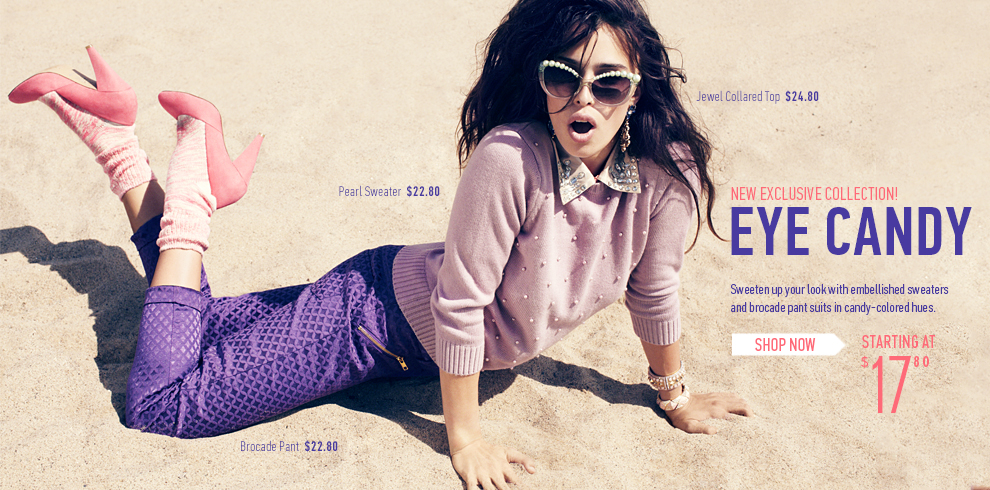 Jewel Collared Top $24.80
Pearl Sweater $22.80
NEW EXCLUSIVE COLLECTION!
EYE CANDY
Sweeten up your look with embellished sweaters
and brocade pant suits in candy-colored hues.
SHOP NOW
STARTING AT
$17 80
Brocade Pant $22.80